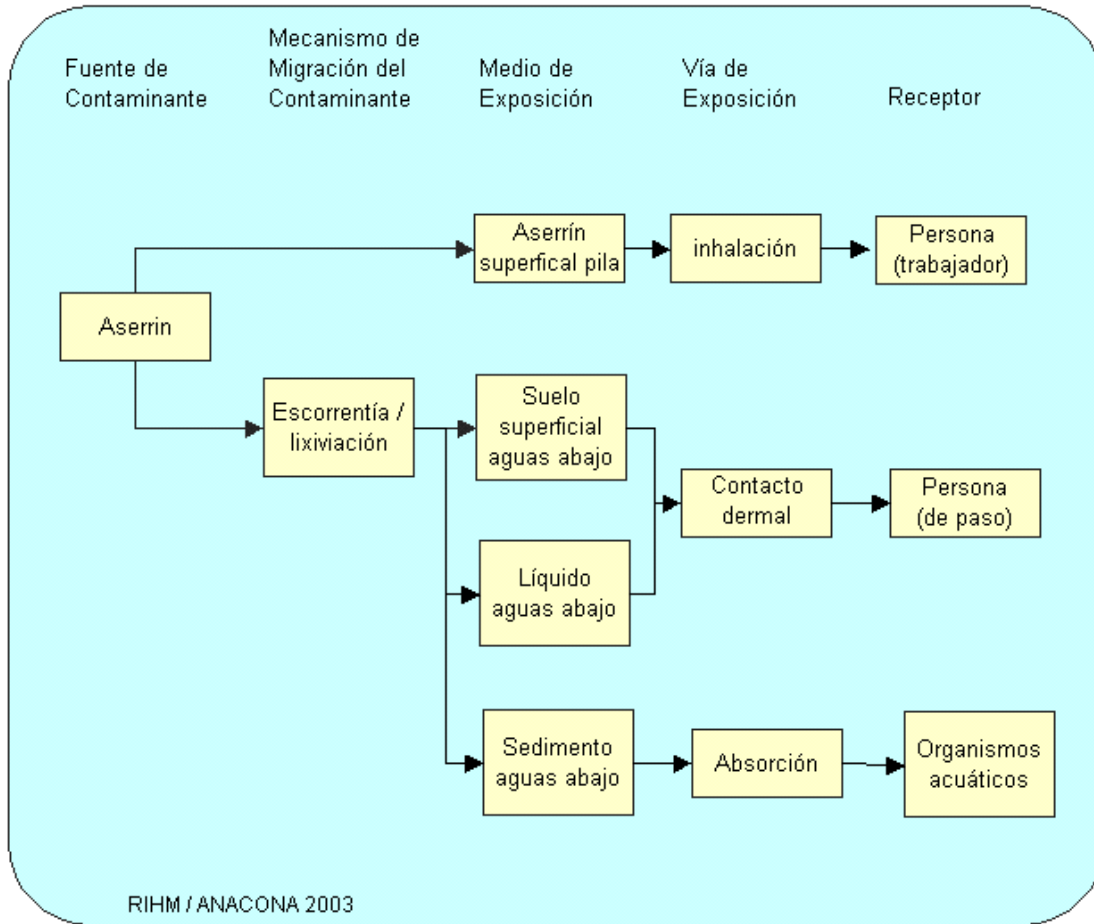 Fuente de
Contaminante
Mecanismo de
Migración del
Contaminante
Medio de
Exposición
Vía de
Exposición
Receptor
Aserrín
superfical pila
inhalación
Persona
(trabajador)
Aserrin
Escorrentía /
lixiviación
Suelo
superficial
aguas abajo
Contacto
dermal
Persona
(de paso)
Líquido
aguas abajo
Sedimento
aguas abajo
Absorción
Organismos
acuáticos
RIHM / ANACONA 2003